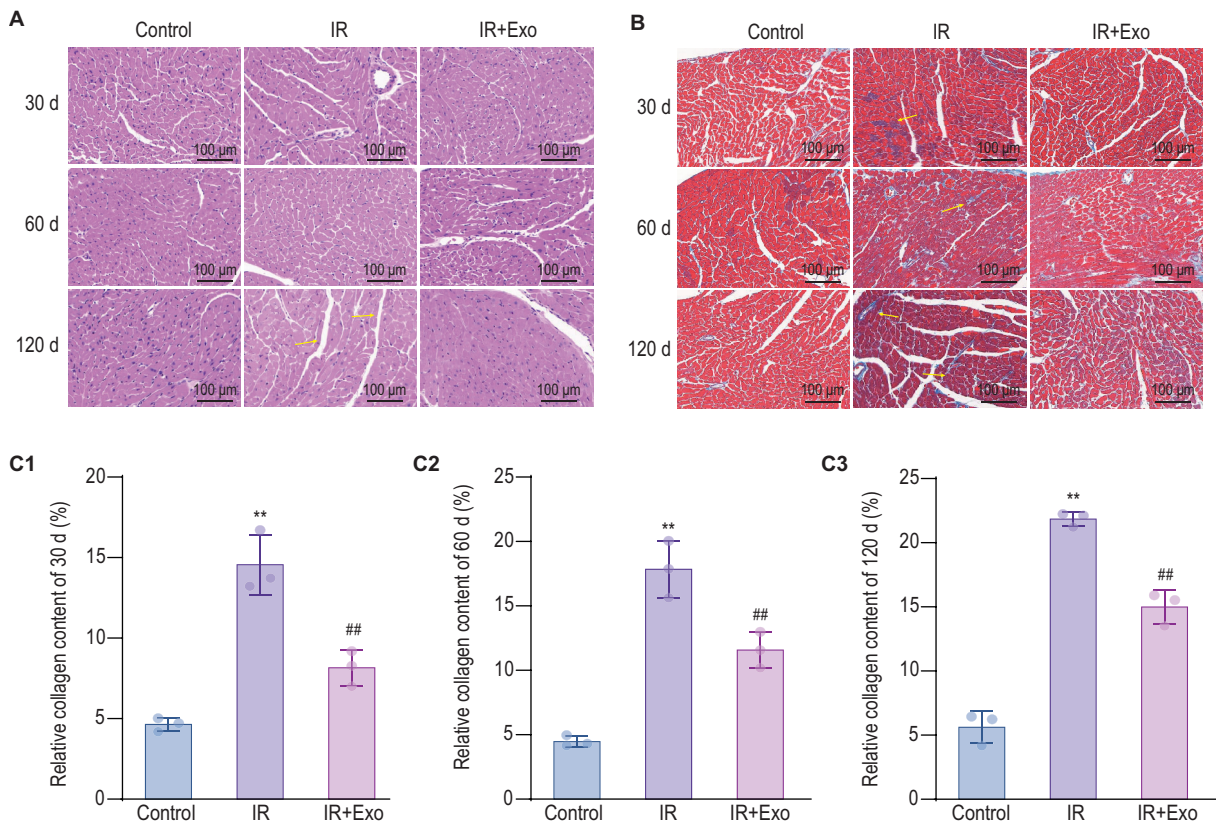 A
Control IR IR+Exo
30 d
100 µm 100 µm 100 µm
60 d
100 µm 100 µm 100 µm
120 d
100 µm 100 µm 100 µm
B
Control IR IR+Exo
30 d
100 µm 100 µm 100 µm
60 d
100 µm 100 µm 100 µm
120 d
100 µm 100 µm 100 µm
C1
Relative collagen content of 30 d (%)
20
15
10
5
0
**
##
Control IR IR+Exo
C2
Relative collagen content of 60 d (%)
25
20
15
10
5
0
**
##
Control IR IR+Exo
C3
Relative collagen content of 120 d (%)
25
20
15
10
5
0
**
##
Control IR IR+Exo